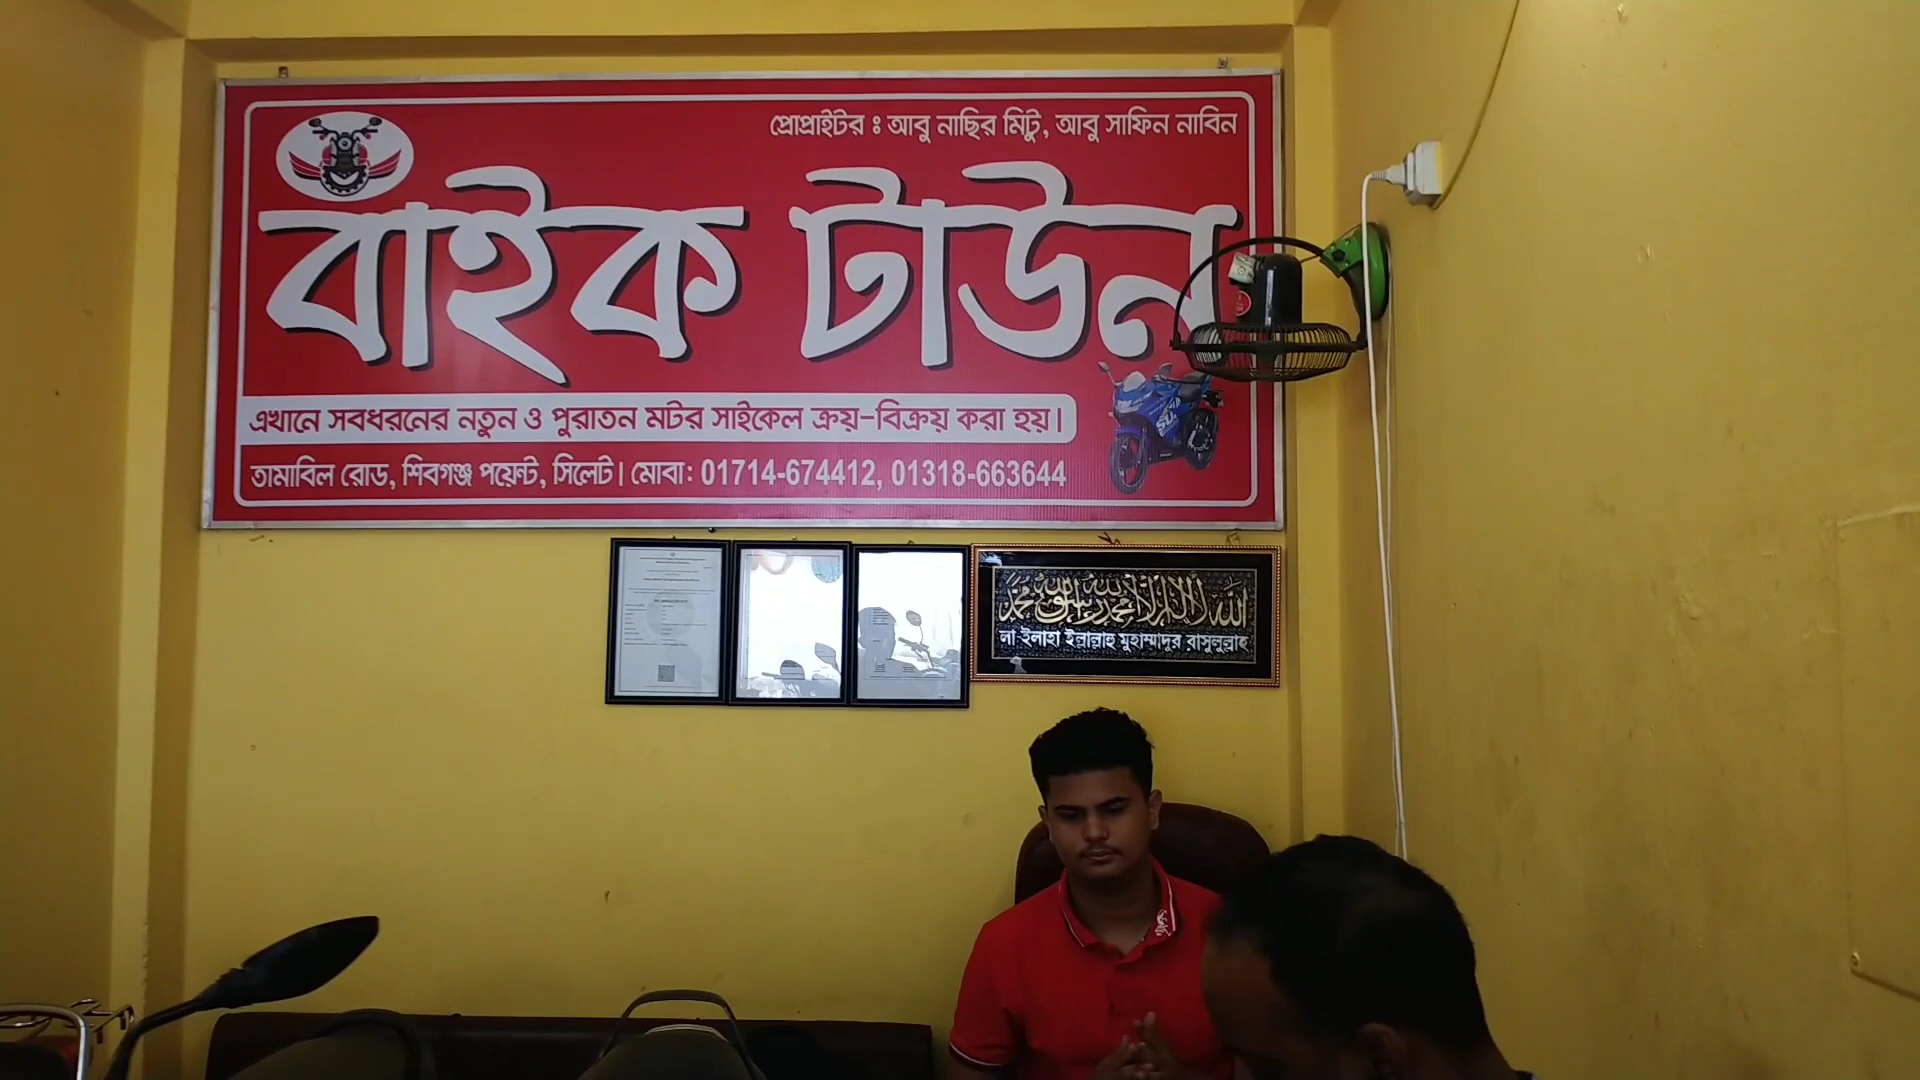 প্রোপ্রাইটর ঃ আবু নাছির মিটু, আবু সাফিন নাবিন
বাঁইক টাউন
এখানে সবধরনের নতুন ও পুরাতন মটর সাইকেল ক্রয়-বিক্রয় করা হয়।
তামাবিল রোড, শিবগঞ্জ পয়েন্ট, সিলেট। মোবা: 01714-674412, 01318-663644
লা ইলাহা ইল্লাল্লাহু মুহাম্মাদুর রাসুলুল্লাহ